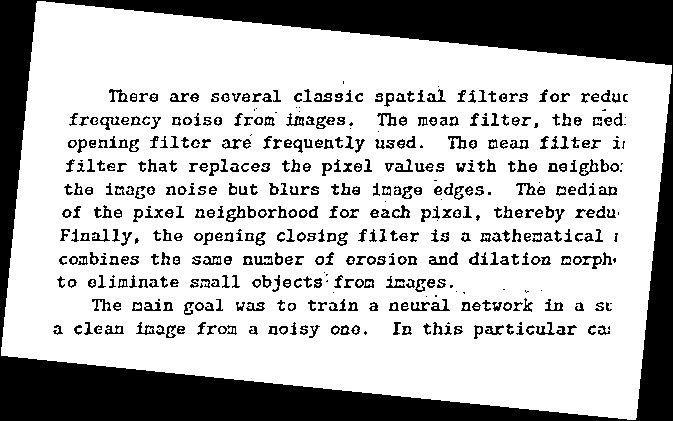 There are several classic spatial filters for reduc
frequency noise from images. The mean filter, the med
opening filter are frequently used. The mean filter i
filter that replaces the pixel values with the neighbo
the image noise but blurs the image edges. The median
of the pixel neighborhood for each pixel, thereby redu
Finally, the opening closing filter is a mathematical
combines the same number of erosion and dilation morph
to eliminate small objects from images.
The main goal was to train a neural network in a
a clean image from a noisy one. In this particular ca